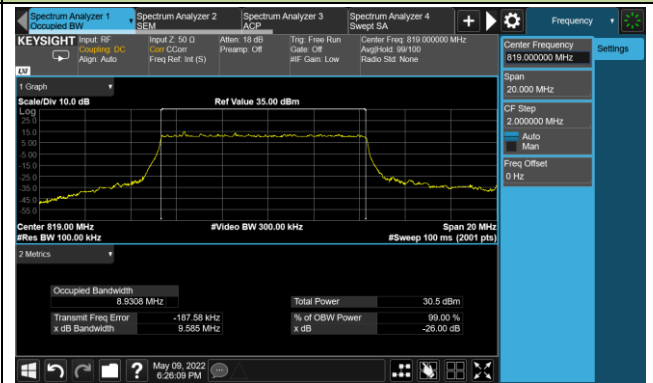 Spectrum Analyzer 1
Occupied BW
Spectrum Analyzer 2
SEM
Spectrum Analyzer 3
ACP
Spectrum Analyzer 4
Swept SA
+
Frequency
KEYSIGHT
Input: RF
Coupling: DC
Align: Auto
Input Z: 50 Ω
Corr CCorr
Freq Ref: Int (S)
Atten: 18 dB
Preamp: Off
Trig: Free Run
Gate: Off
#IF Gain: Low
Center Freq: 819.000000 MHz
Avg|Hold: 99/100
Radio Std: None
LXI
Center Frequency
819.000000 MHz
Settings
Span
20.000 MHz
CF Step
2.000000 MHz
Auto
Man
Freq Offset
0 Hz
1 Graph
Scale/Div 10.0 dB
Ref Value 35.00 dBm
Log
25.0
15.0
5.00
-5.00
-15.0
-25.0
-35.0
-45.0
-55.0
Center 819.00 MHz
#Video BW 300.00 kHz
Span 20 MHz
#Res BW 100.00 kHz
#Sweep 100 ms (2001 pts)
2 Metrics
Occupied Bandwidth
8.9308 MHz
Total Power
30.5 dBm
Transmit Freq Error
-187.58 kHz
% of OBW Power
99.00 %
x dB Bandwidth
9.585 MHz
x dB
-26.00 dB
?
May 09, 2022
6:26:09 PM